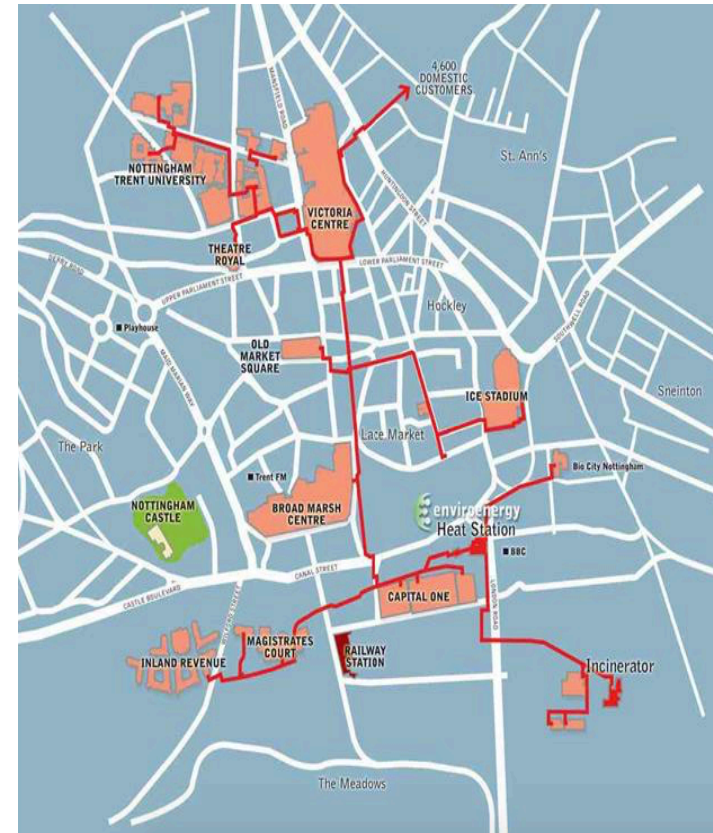 4,600
DOMESTIC
CUSTOMERS
MANSFIELD ROAD
St. Ann's
NOTTINGHAM
TRENT UNIVERSITY
HUNTINGDON STREET
VICTORIA
CENTRE
THEATRE
ROYAL
DERBY ROAD
LOWER PARLIAMENT STREET
UPPER PARLIAMENT STREET
Hockley
SOUTHWELL ROAD
Playhouse
OLD
MARKET
SQUARE
MAID MARIAN WAY
ICE STADIUM
Sneinton
Lace Market
The Park
Trent FM
Bio City Nottingham
NOTTINGHAM
CASTLE
BROAD MARSH
CENTRE
enviroenergy
Heat Station
BBC
CANAL STREET
CASTLE BOULEVARD
CAPITAL ONE
LONDON ROAD
WILFORD STREET
MAGISTRATES
COURT
INLAND REVENUE
RAILWAY
STATION
Incinerator
The Meadows